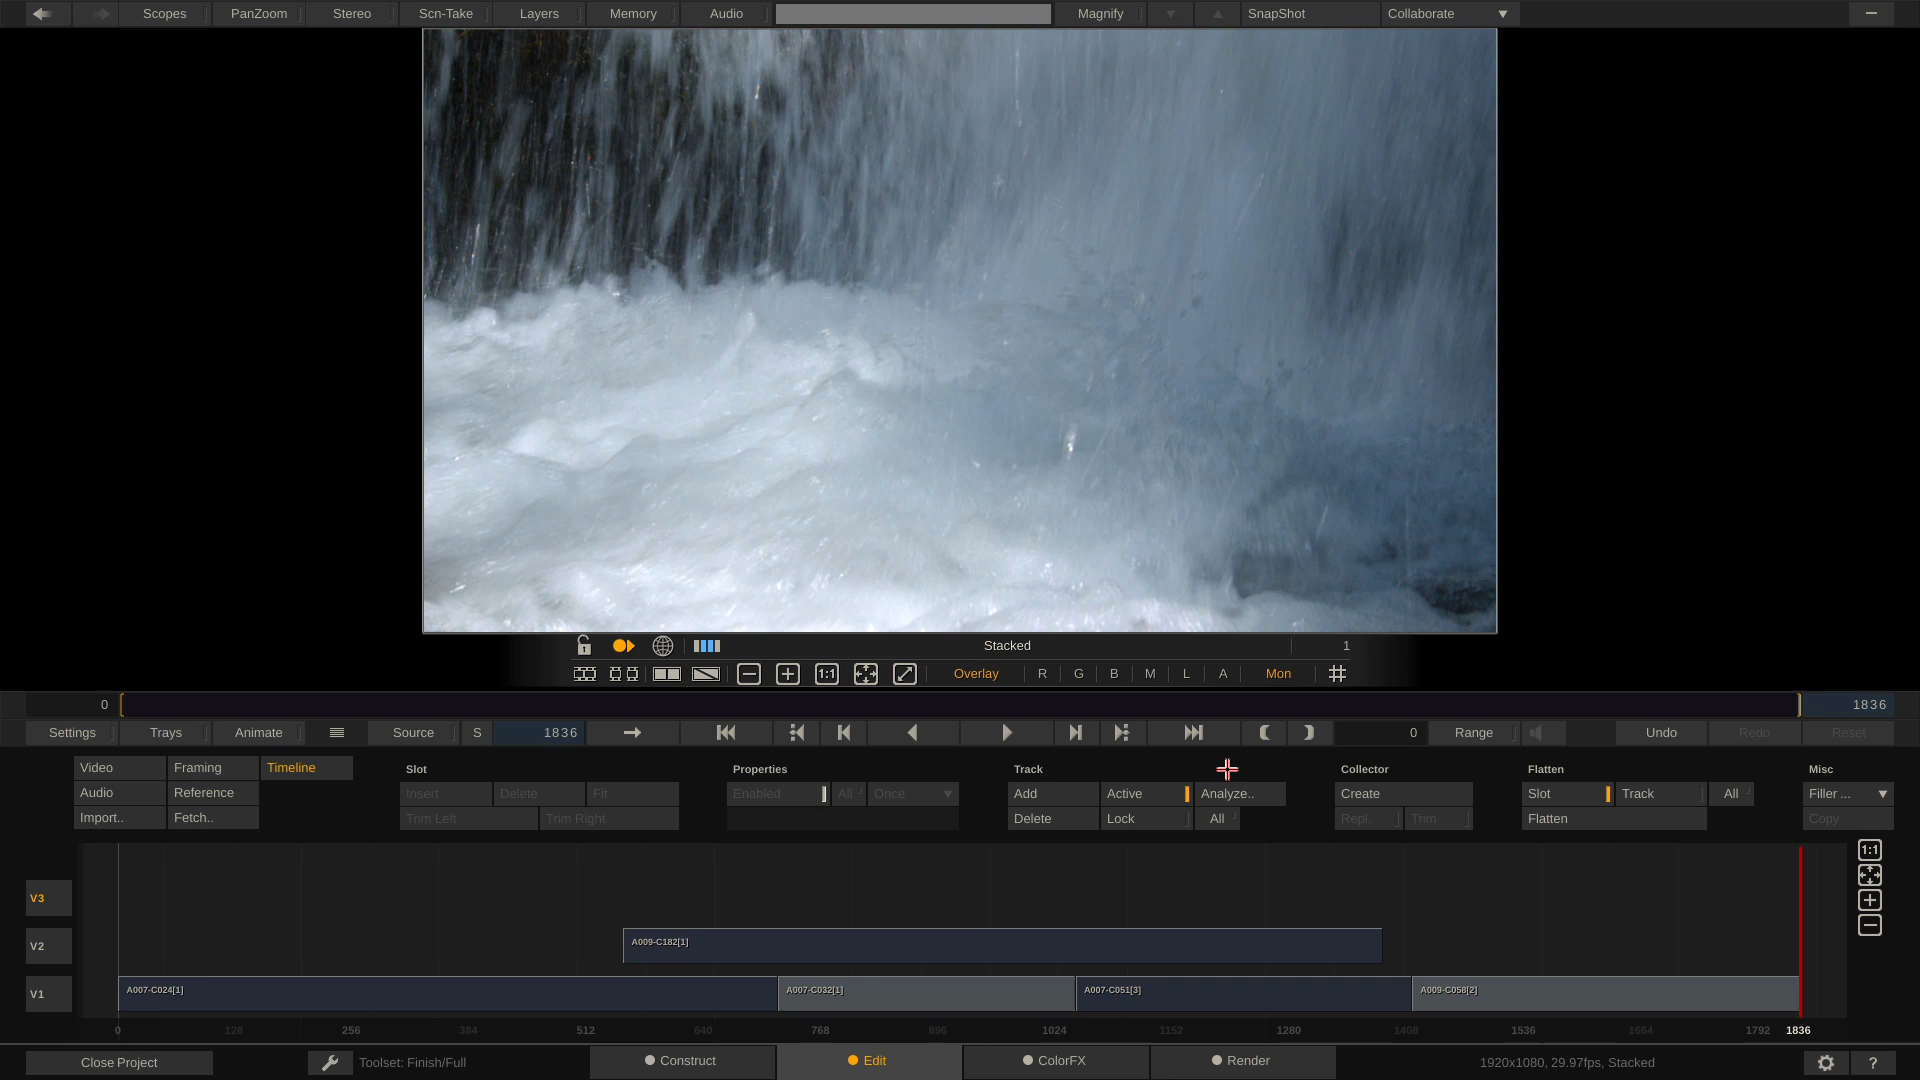 Scopes PanZoom Stereo Scn-Take Layers Memory Audio Magnify SnapShot Collaborate
Stacked 1
1:1 Overlay R G B M L A Mon
0 1836
Settings Trays Animate Source S 1836 0 Range Undo Redo Reset
Video Framing Timeline Slot Properties Track Collector Flatten Misc
Audio Reference Insert Delete Fit Enabled All Once Add Active Analyze.. Create Slot Track All Filler ...
Import.. Fetch.. Trim Left Trim Right Delete Lock All Repl. Trim Flatten Copy
1:1
V3
V2 A009-C182[1]
V1 A007-C024[1] A007-C032[1] A007-C051[3] A009-C058[2]
0 128 256 384 512 640 768 896 1024 1152 1280 1408 1536 1664 1792 1836
Close Project Toolset: Finish/Full Construct Edit ColorFX Render 1920x1080, 29.97fps, Stacked ?